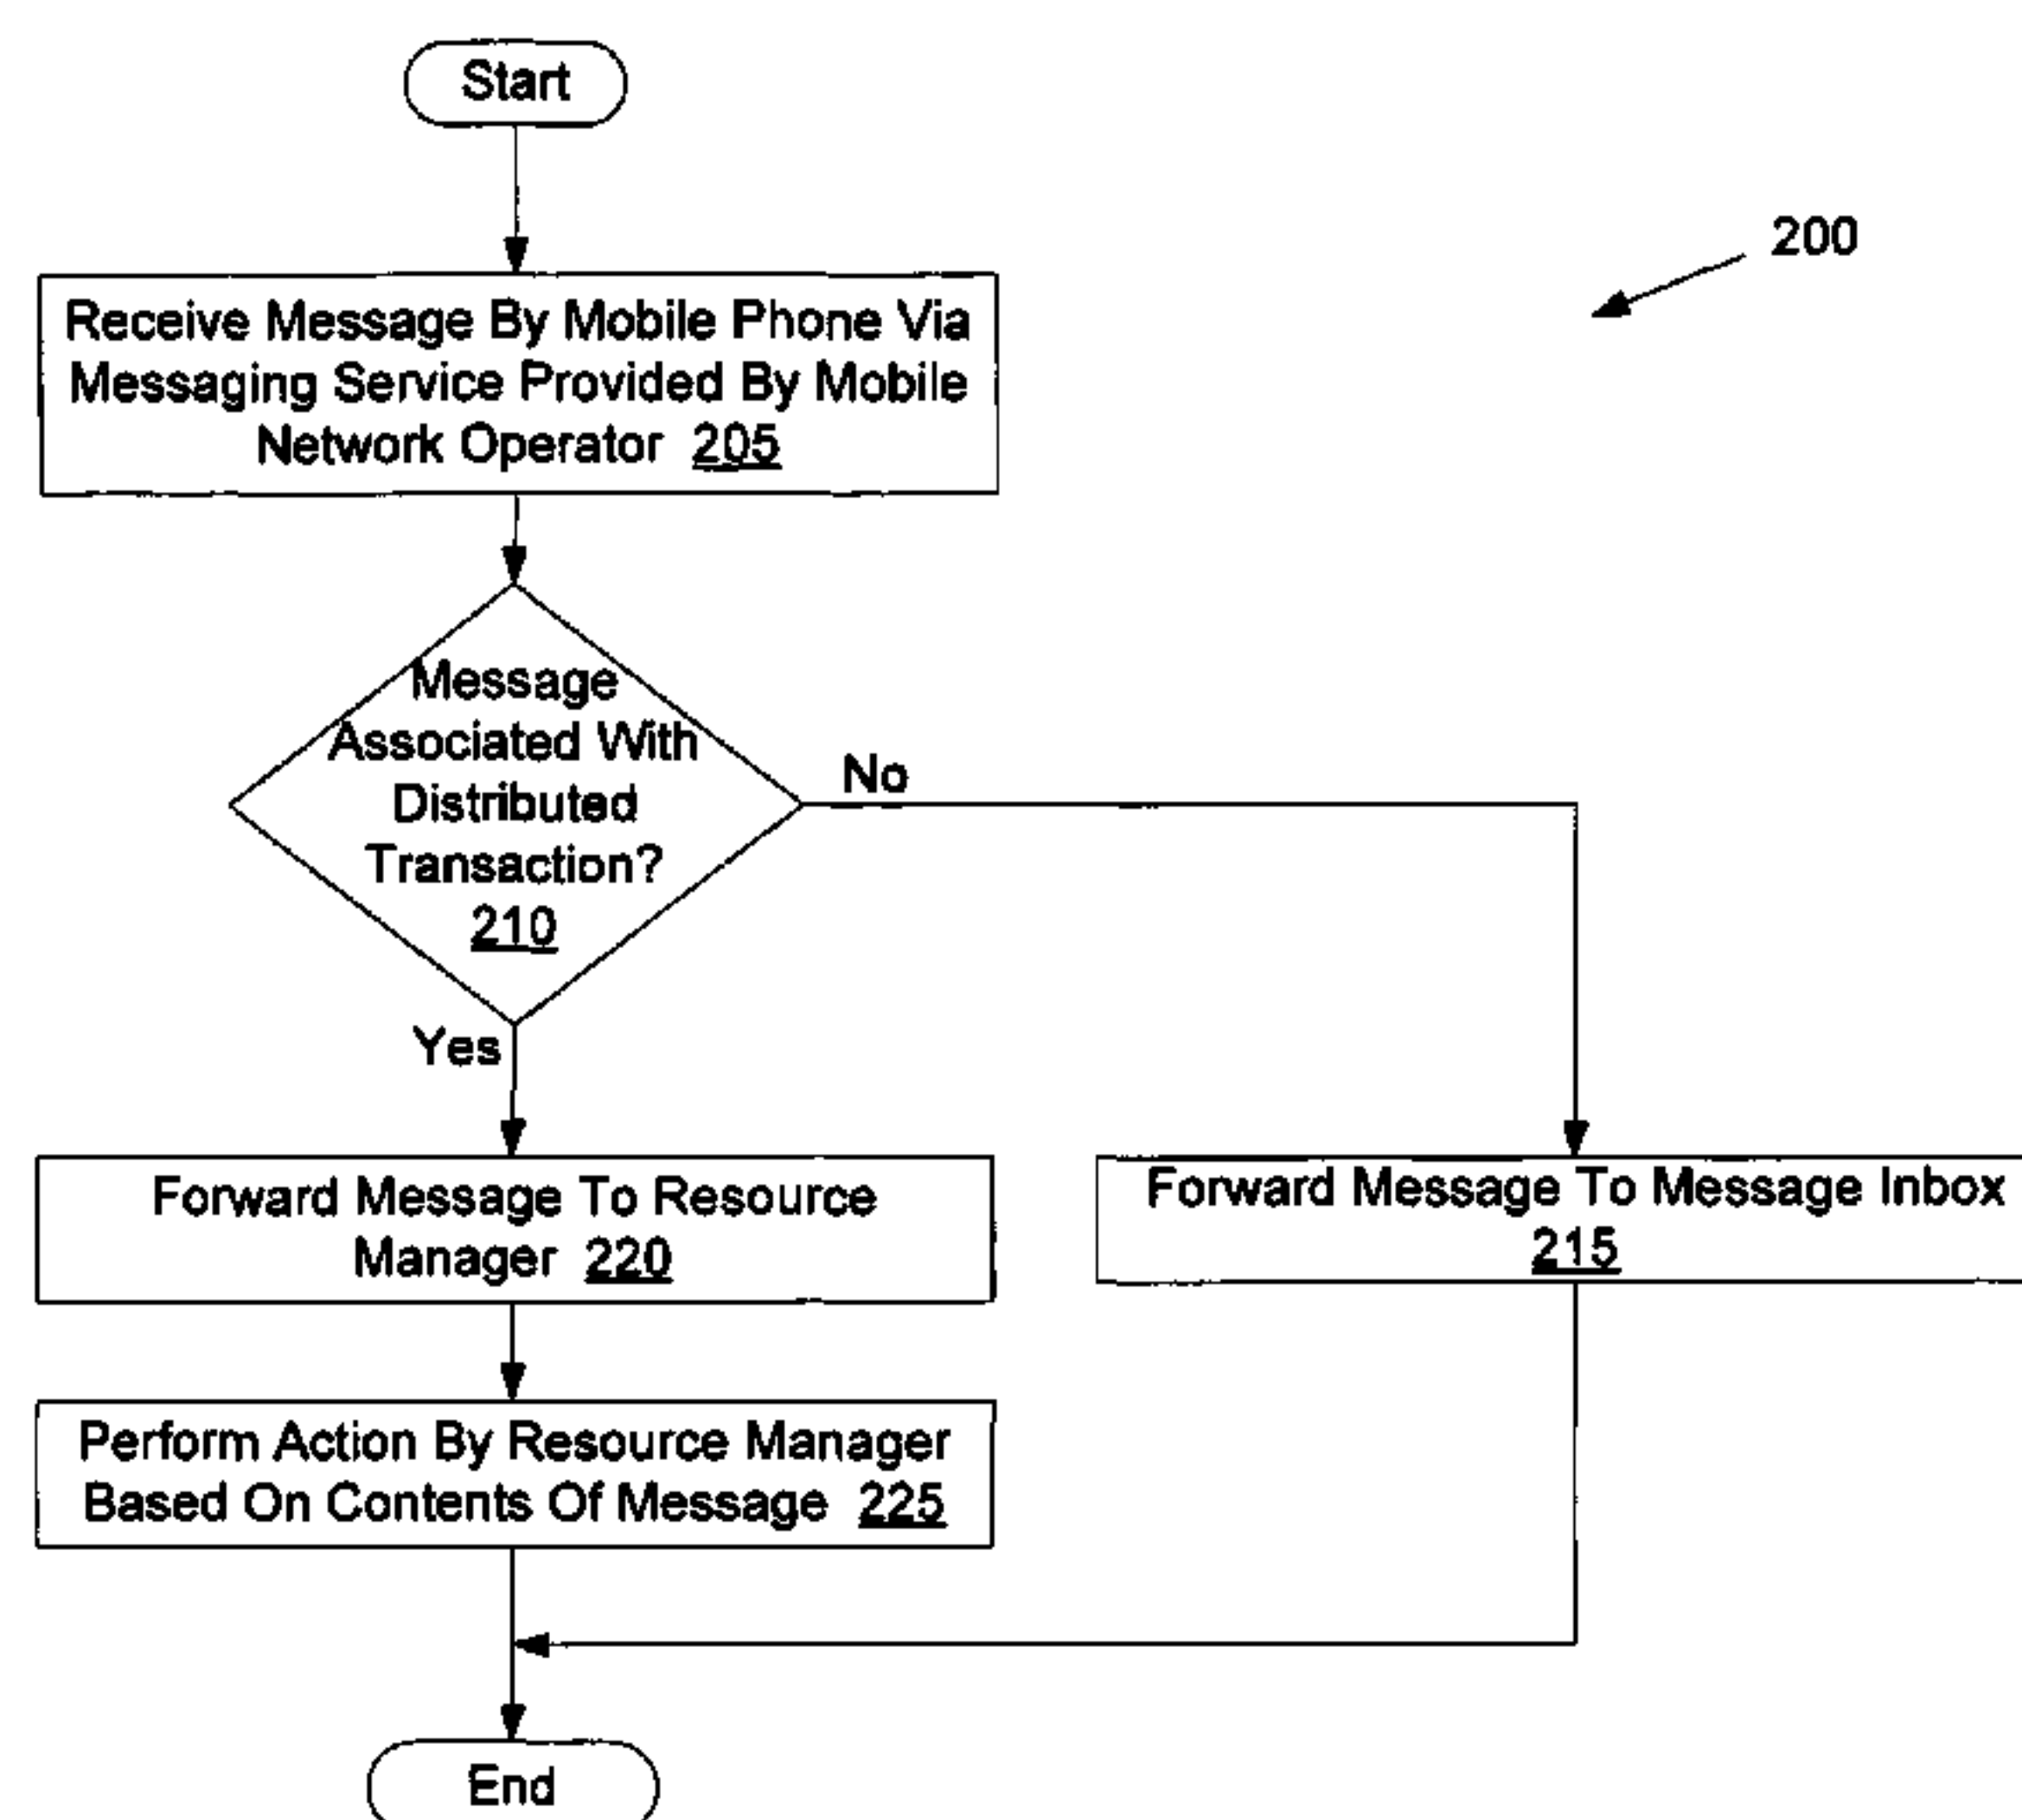 Start
200
Receive Message By Mobile Phone Via
Messaging Service Provided By Mobile
Network Operator 205
Message
Associated With
Distributed
Transaction?
210
No
Yes
Forward Message To Resource
Manager 220
Forward Message To Message Inbox
215
Perform Action By Resource Manager
Based On Contents Of Message 225
End